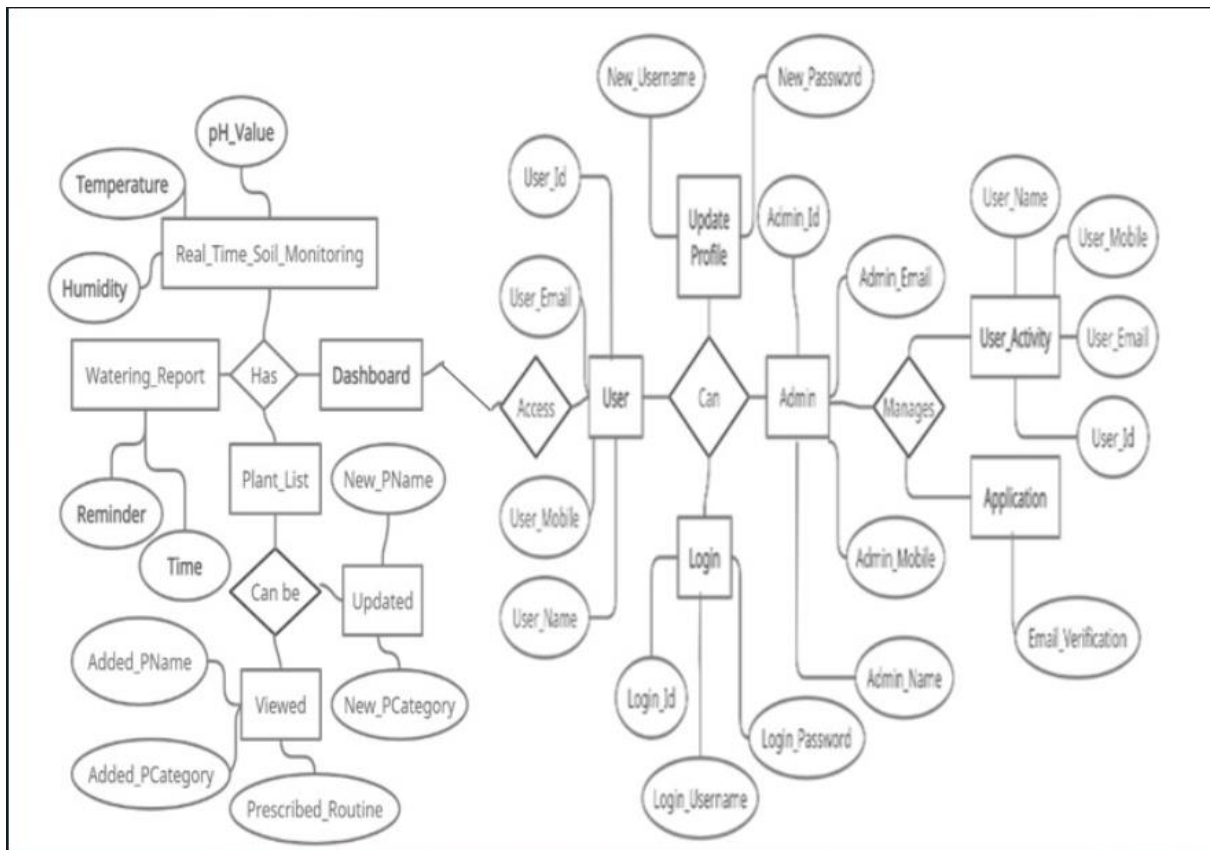 New_Username
New_Password
pH_Value
User_Id
Temperature
Update
Profile
Admin_Id
User_Name
User_Mobile
Real_Time_Soil_Monitoring
Humidity
User_Email
Admin_Email
User_Activity
User_Email
Watering_Report
Has
Dashboard
Access
User
Can
Admin
Manages
User_Id
Plant_List
New_PName
Reminder
User_Mobile
Application
Time
Login
Admin_Mobile
Can be
Updated
User_Name
Email_Verification
Added_PName
Viewed
New_PCategory
Login_Id
Admin_Name
Login_Password
Added_PCategory
Prescribed_Routine
Login_Username